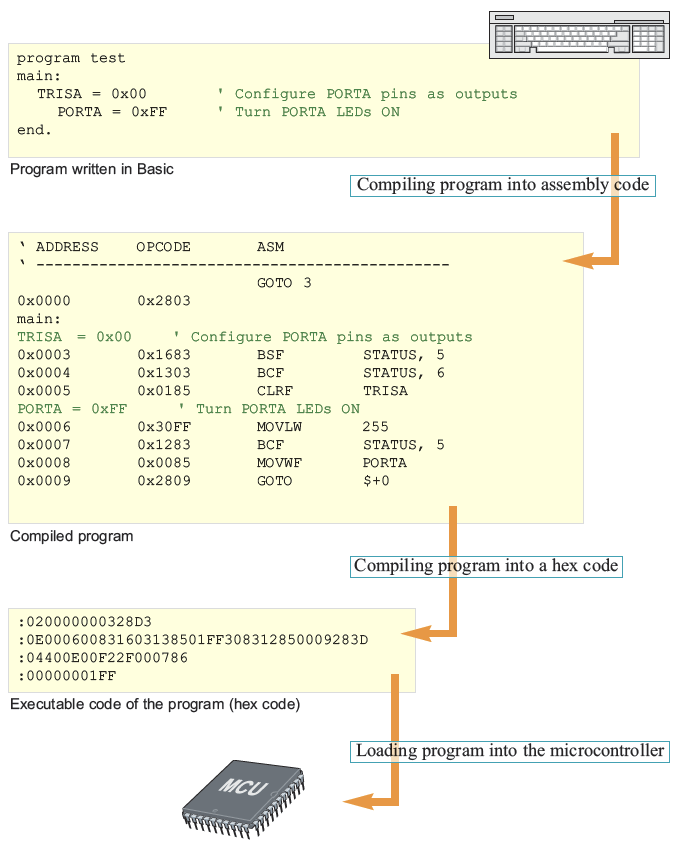 program test
main:
TRISA = 0x00 ' Configure PORTA pins as outputs
PORTA = 0xFF ' Turn PORTA LEDs ON
end.
Program written in Basic
Compiling program into assembly code
‛ ADDRESS OPCODE ASM
‛ ----------------------------------------------
GOTO 3
0x0000 0x2803
main:
TRISA = 0x00 ' Configure PORTA pins as outputs
0x0003 0x1683 BSF STATUS, 5
0x0004 0x1303 BCF STATUS, 6
0x0005 0x0185 CLRF TRISA
PORTA = 0xFF ' Turn PORTA LEDs ON
0x0006 0x30FF MOVLW 255
0x0007 0x1283 BCF STATUS, 5
0x0008 0x0085 MOVWF PORTA
0x0009 0x2809 GOTO $+0
Compiled program
Compiling program into a hex code
:020000000328D3
:0E000600831603138501FF308312850009283D
:04400E00F22F000786
:00000001FF
Executable code of the program (hex code)
Loading program into the microcontroller
MCU